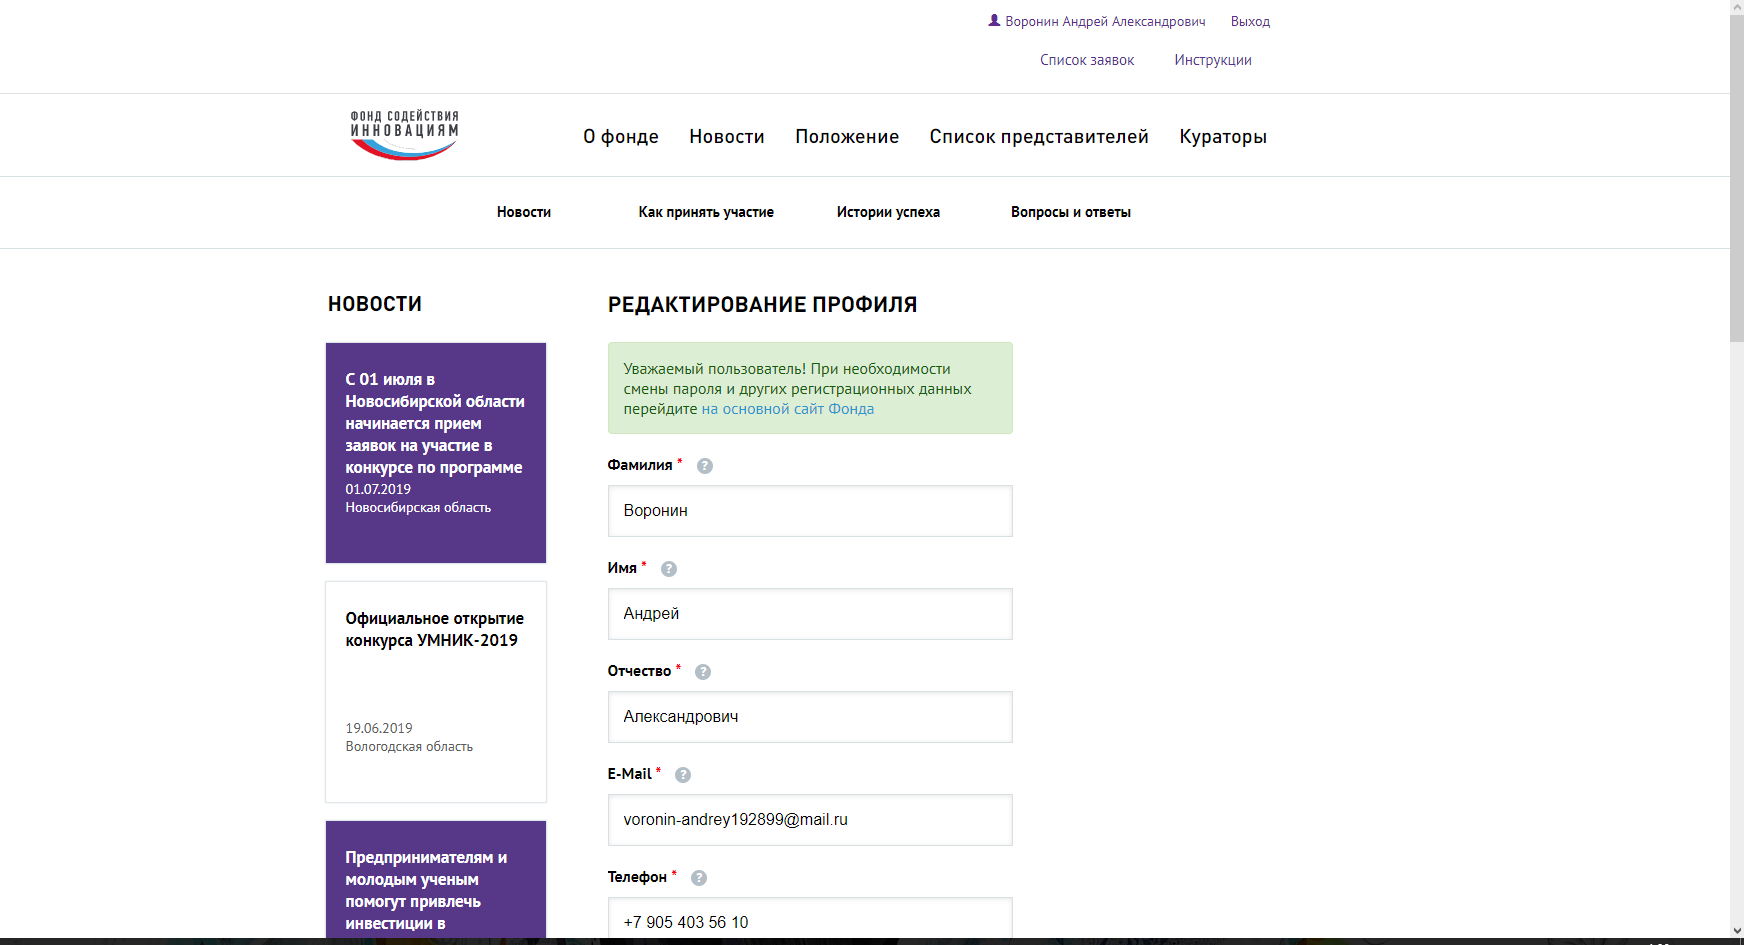 Воронин Андрей Александрович Выход
Список заявок Инструкции
ФОНД СОДЕЙСТВИЯ
ИННОВАЦИЯМ
О фонде Новости Положение Список представителей Кураторы
Новости Как принять участие Истории успеха Вопросы и ответы
НОВОСТИ
С 01 июля в
Новосибирской области
начинается прием
заявок на участие в
конкурсе по программе
01.07.2019
Новосибирская область
Официальное открытие
конкурса УМНИК-2019
19.06.2019
Вологодская область
Предпринимателям и
молодым ученым
помогут привлечь
инвестиции в
РЕДАКТИРОВАНИЕ ПРОФИЛЯ
Уважаемый пользователь! При необходимости
смены пароля и других регистрационных данных
перейдите на основной сайт Фонда
Фамилия * ?
Воронин
Имя * ?
Андрей
Отчество * ?
Александрович
E-Mail * ?
voronin-andrey192899@mail.ru
Телефон * ?
+7 905 403 56 10